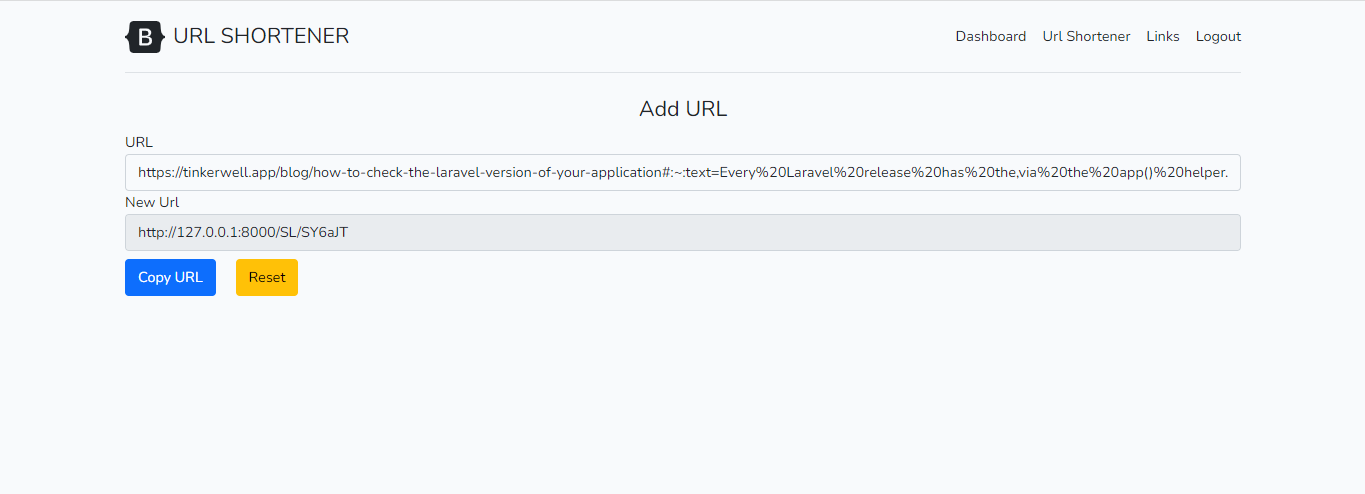 B URL SHORTENER Dashboard Url Shortener Links Logout
Add URL
URL
https://tinkerwell.app/blog/how-to-check-the-laravel-version-of-your-application#:~:text=Every%20Laravel%20release%20has%20the,via%20the%20app()%20helper.
New Url
http://127.0.0.1:8000/SL/SY6aJT
Copy URL Reset